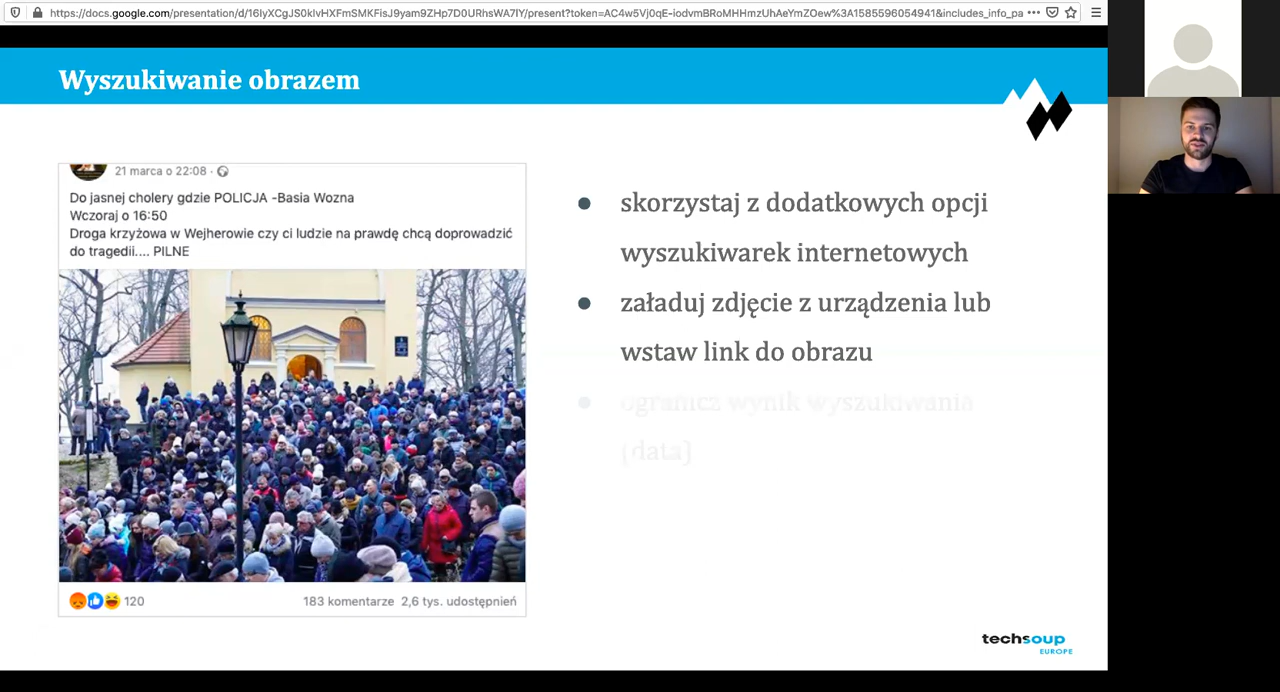 https://docs.google.com/presentation/d/16IyXCgJS0kIvHXFmSMKFisJ9yam9ZHp7D0URhsWA7IY/present?token=AC4w5Vj0qE-iodvmBRoMHHmzUhAeYmZOew%3A1585596054941&includes_info_pa
Wyszukiwanie obrazem
21 marca o 22:08
Do jasnej cholery gdzie POLICJA -Basia Wozna
Wczoraj o 16:50
Droga krzyżowa w Wejherowie czy ci ludzie na prawdę chcą doprowadzić
do tragedii.... PILNE
120
183 komentarze 2,6 tys. udostępnień
skorzystaj z dodatkowych opcji
wyszukiwarek internetowych
załaduj zdjęcie z urządzenia lub
wstaw link do obrazu
ogranicz wynik wyszukiwania
(data)
techsoup
EUROPE